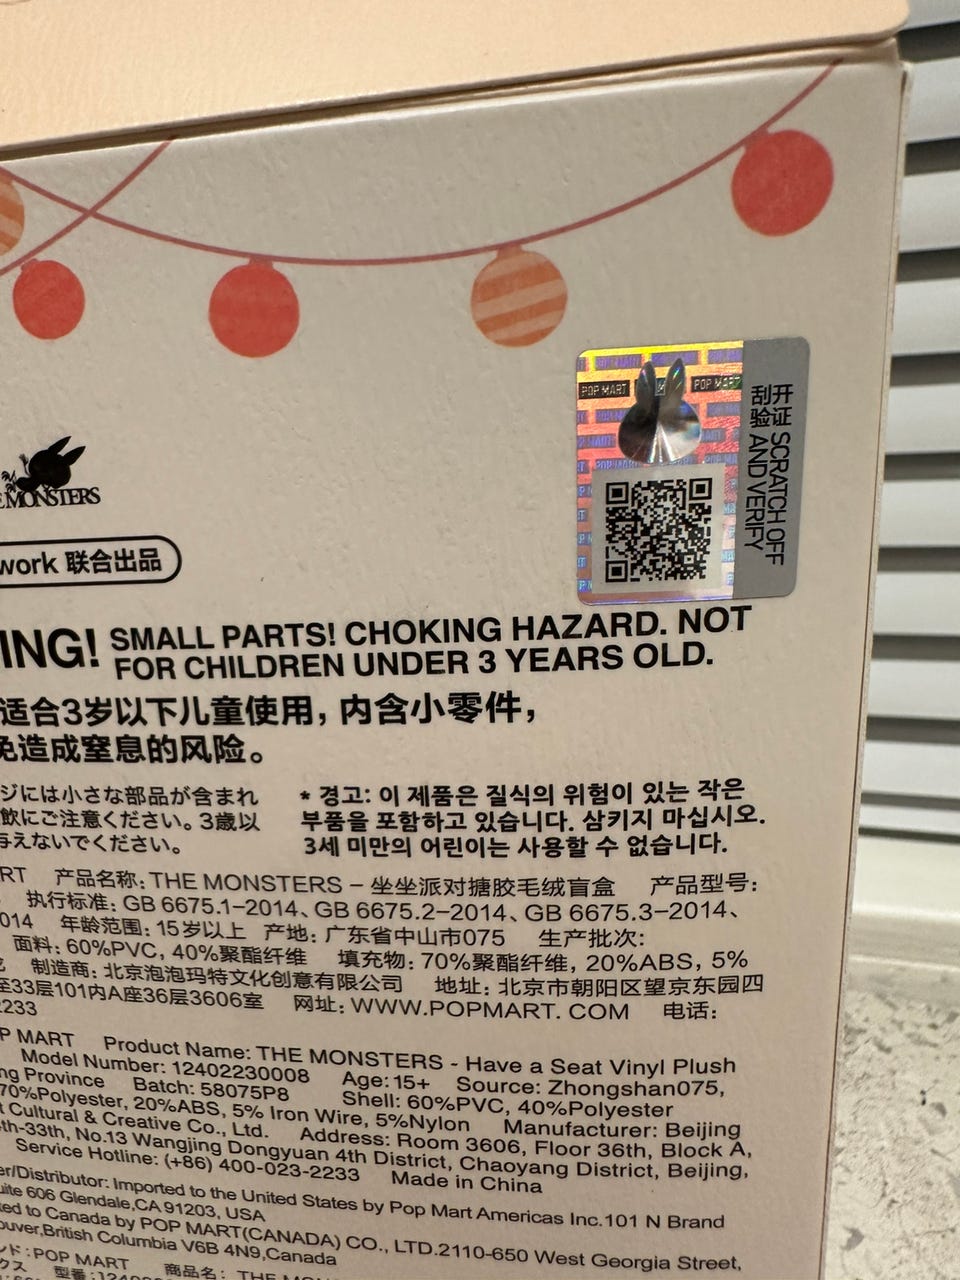 POP MART
POP MART
开 SCRATCH OFF
刮证
验 AND VERIFY
MONSTERS
work 联合出品
ING! SMALL PARTS! CHOKING HAZARD. NOT
FOR CHILDREN UNDER 3 YEARS OLD.
适合3岁以下儿童使用，内含小零件，
免造成窒息的风险。
ジには小さな部品が含まれ
飲にご注意ください。3歳以
与えないでください。
* 경고: 이 제품은 질식의 위험이 있는 작은
부품을 포함하고 있습니다. 삼키지 마십시오.
3세 미만의 어린이는 사용할 수 없습니다.
RT 产品名称: THE MONSTERS – 坐坐派对搪胶毛绒盲盒 产品型号:
执行标准: GB 6675.1–2014、GB 6675.2–2014、GB 6675.3–2014、
014 年龄范围: 15岁以上 产地: 广东省中山市075 生产批次:
面料: 60%PVC, 40%聚酯纤维 填充物: 70%聚酯纤维, 20%ABS, 5%
制造商: 北京泡泡玛特文化创意有限公司 地址: 北京市朝阳区望京东园四
至33层101内A座36层3606室 网址: WWW.POPMART. COM 电话:
2233
P MART Product Name: THE MONSTERS - Have a Seat Vinyl Plush
Model Number: 12402230008 Age: 15+ Source: Zhongshan075,
ng Province Batch: 58075P8 Shell: 60%PVC, 40%Polyester
70%Polyester, 20%ABS, 5% Iron Wire, 5%Nylon Manufacturer: Beijing
t Cultural & Creative Co., Ltd. Address: Room 3606, Floor 36th, Block A,
th-33th, No.13 Wangjing Dongyuan 4th District, Chaoyang District, Beijing,
Service Hotline: (+86) 400-023-2233 Made in China
er/Distributor: Imported to the United States by Pop Mart Americas Inc.101 N Brand
uite 606 Glendale,CA 91203, USA
ted to Canada by POP MART(CANADA) CO., LTD.2110-650 West Georgia Street,
ouver,British Columbia V6B 4N9,Canada
ンド: POP MART 商品名: THE MONS
クス 型番: